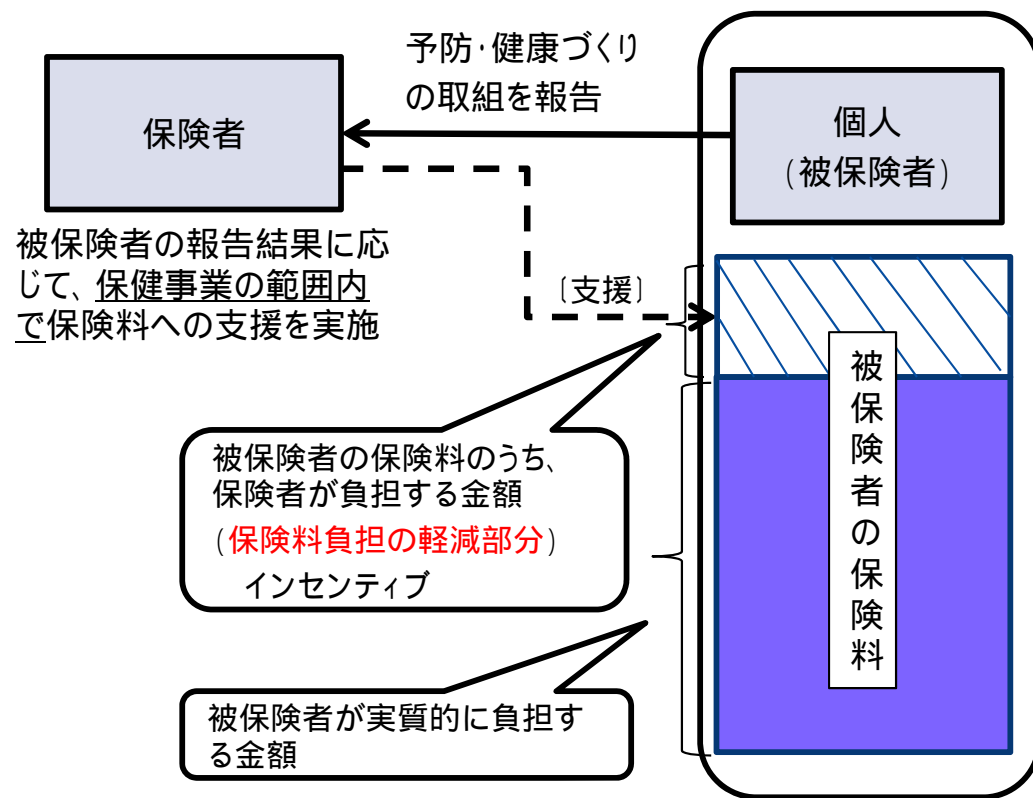 予防・健康づくり
の取組を報告
保険者
個人
（被保険者）
被保険者の報告結果に応
じて、保健事業の範囲内
で保険料への支援を実施
〔支援〕
被保険者の保険料のうち、
保険者が負担する金額
（保険料負担の軽減部分）
インセンティブ
被保険者の保険料
被保険者が実質的に負担す
る金額